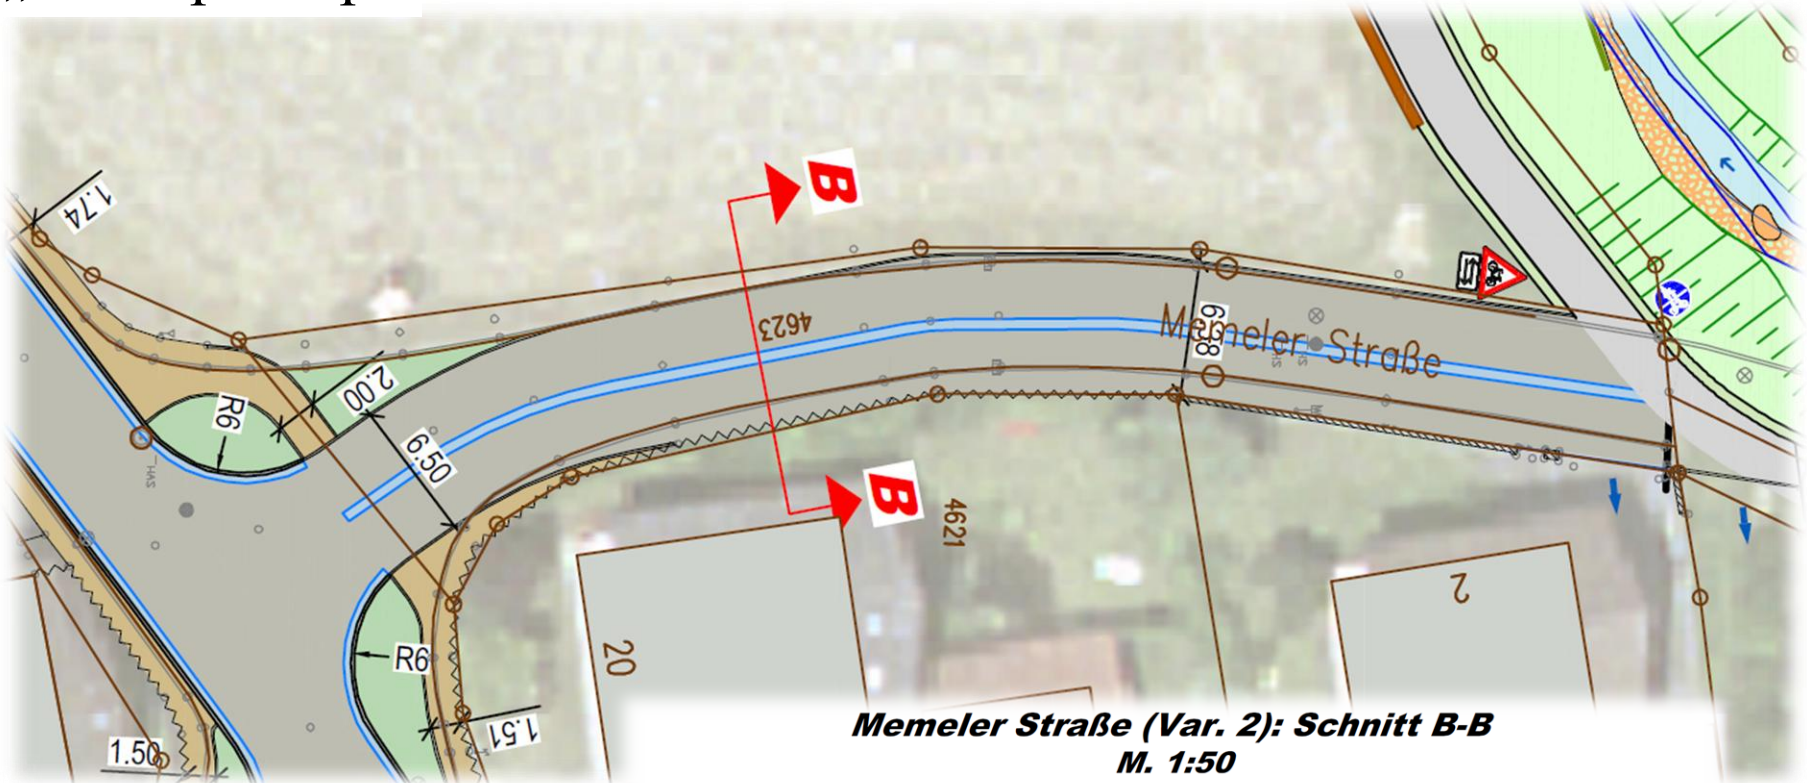 1.74
B
4623
6.38
Memeler Straße
2.00
R6
6.50
B
4621
2
20
R6
1.51
1.50
Memeler Straße (Var. 2): Schnitt B-B
M. 1:50